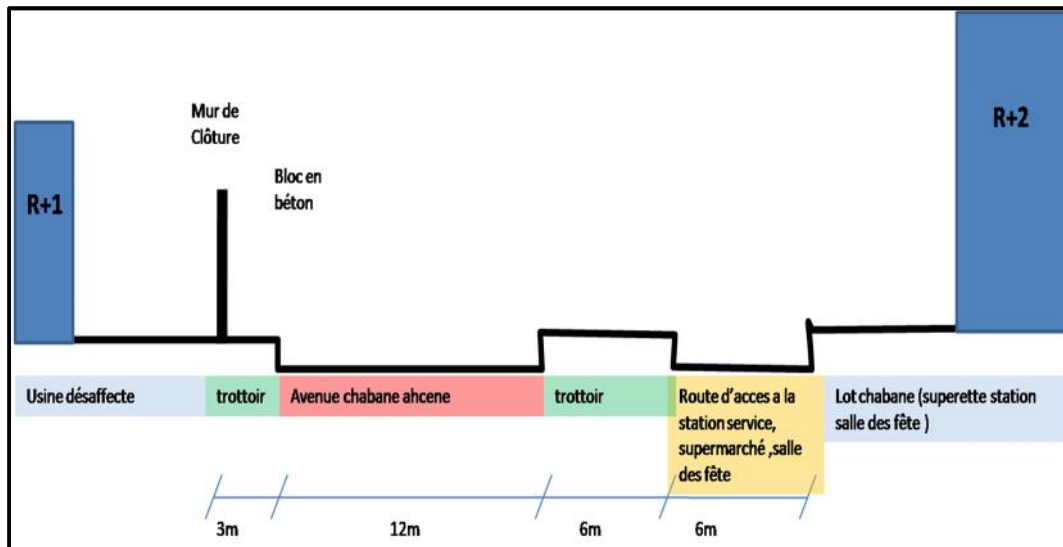 R+1
Mur de
Clôture
Bloc en
béton
R+2
Usine désaffecte
trottoir
Avenue chabane ahcene
trottoir
Route d'acces a la
station service,
supermarché ,salle
des fête
Lot chabane (superette station
salle des fête )
3m
12m
6m
6m